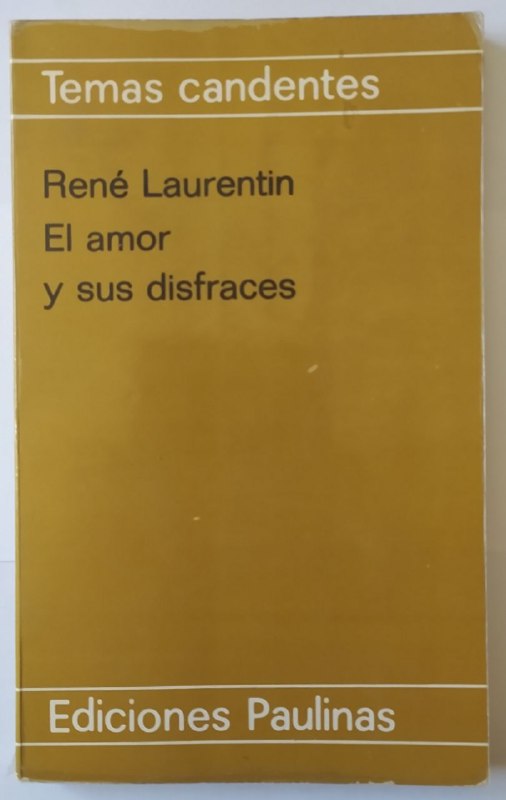 Temas candentes
René Laurentin
El amor
y sus disfraces
Ediciones Paulinas